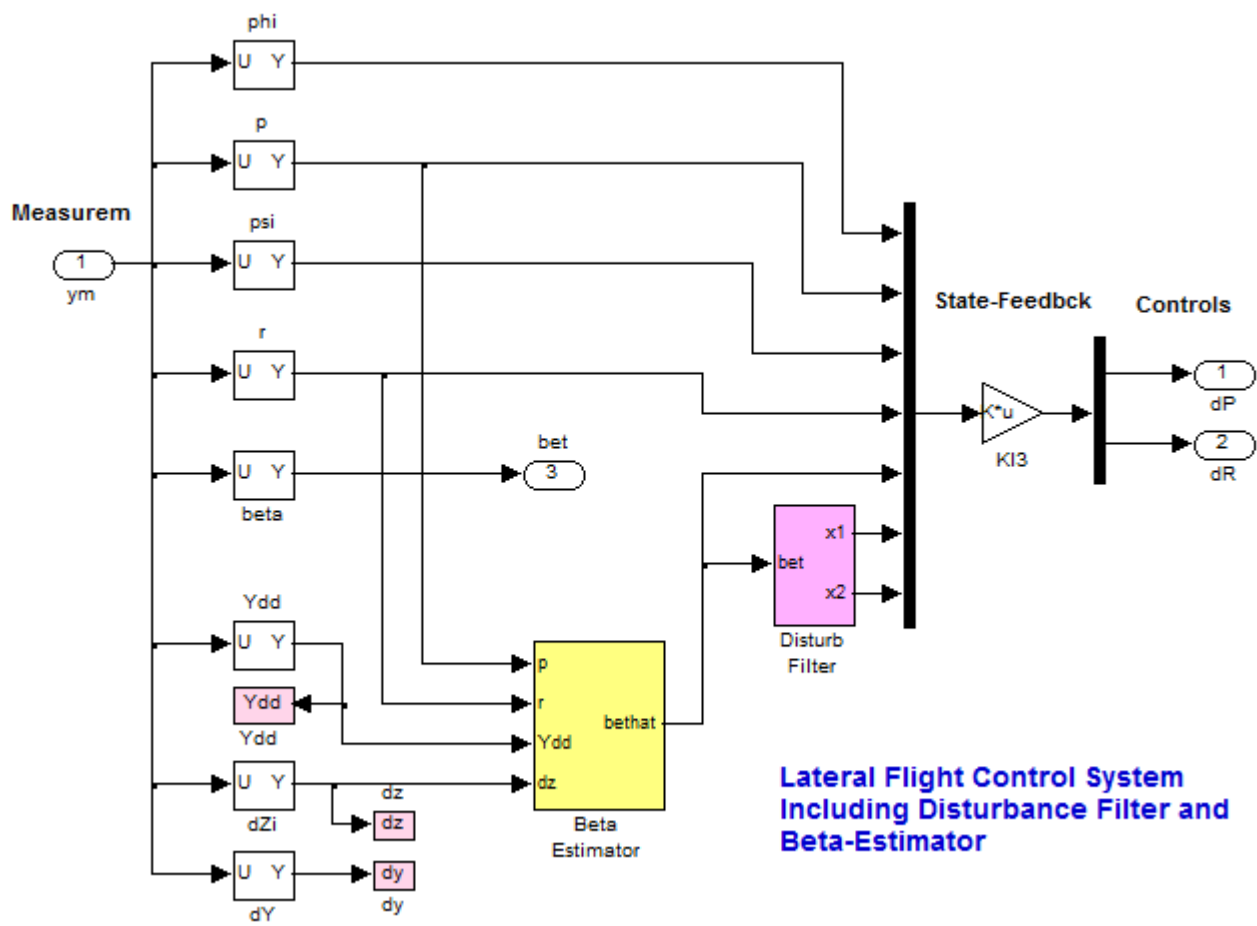 phi
U Y
p
U Y
Measurem
1
ym
psi
U Y
r
U Y
U Y
beta
bet
3
State-Feedbck
K*u
KI3
Controls
1
dP
2
dR
bet
x1
x2
Disturb
Filter
Ydd
U Y
Ydd
Ydd
U Y
dZi
dz
dz
U Y
dY
dy
dy
p
r
Ydd
dz
bethat
Beta
Estimator
Lateral Flight Control System
Including Disturbance Filter and
Beta-Estimator